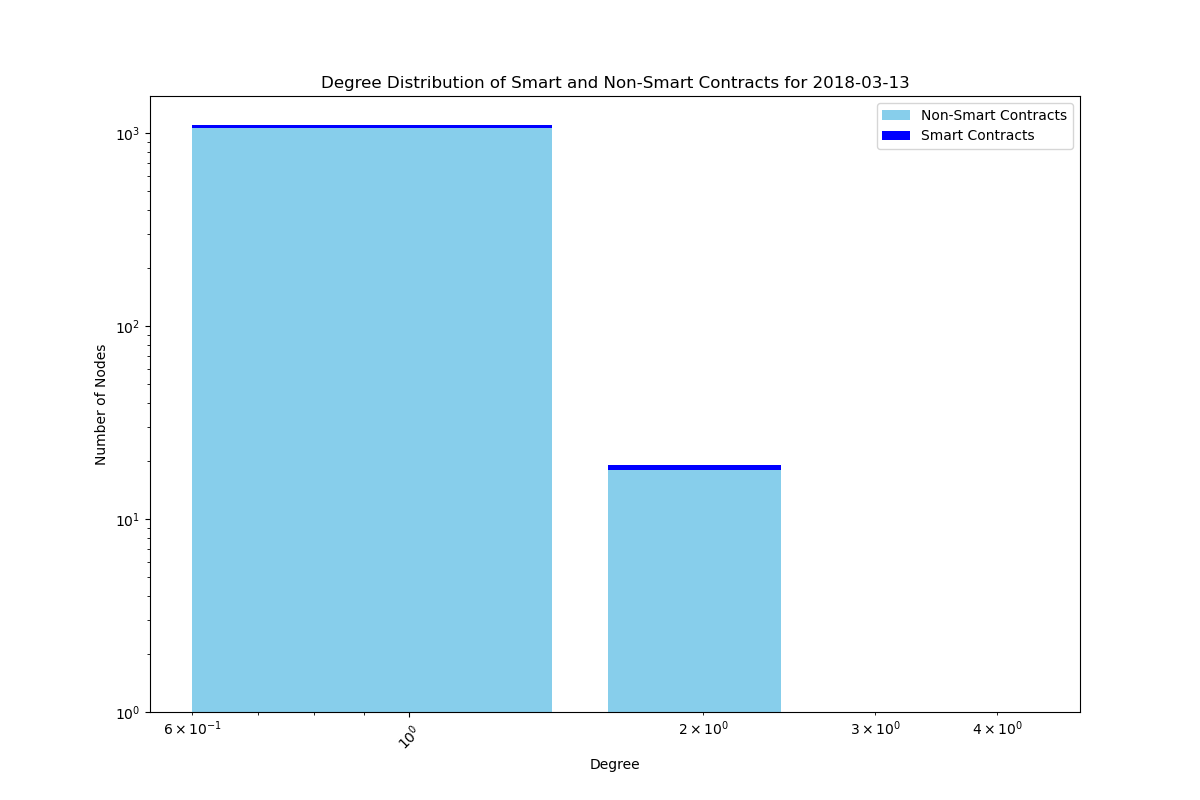 Degree Distribution of Smart and Non-Smart Contracts for 2018-03-13
Non-Smart Contracts
Smart Contracts
Number of Nodes
10³
10²
10¹
10⁰
6 × 10⁻¹
10⁰
2 × 10⁰
3 × 10⁰
4 × 10⁰
Degree